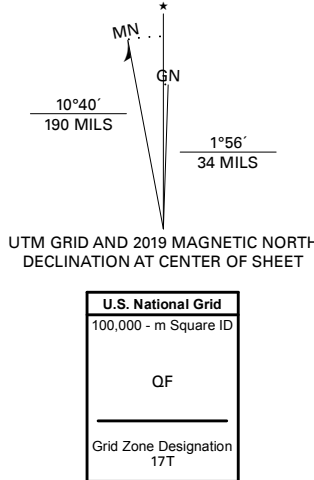 ★
MN
GN
10°40´
190 MILS
1°56´
34 MILS
UTM GRID AND 2019 MAGNETIC NORTH
DECLINATION AT CENTER OF SHEET
U.S. National Grid
100,000 - m Square ID
QF
Grid Zone Designation
17T